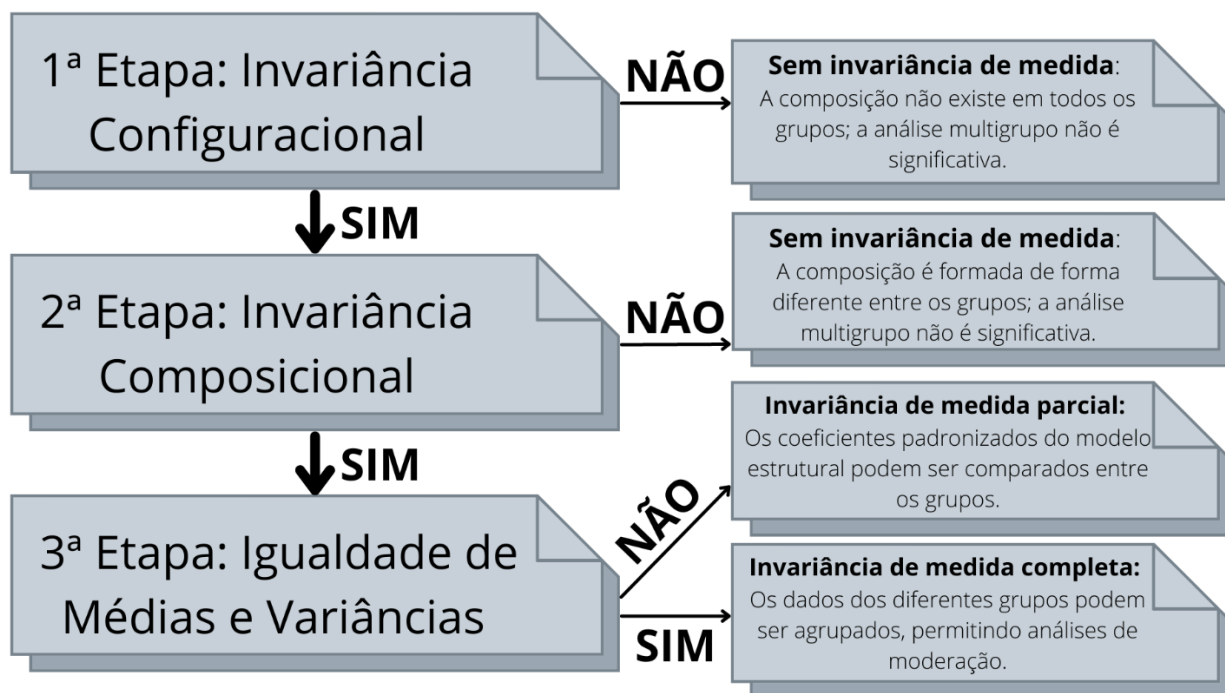 1ª Etapa: Invariância
Configuracional
NÃO
Sem invariância de medida:
A composição não existe em todos os
grupos; a análise multigrupo não é
significativa.
SIM
2ª Etapa: Invariância
Composicional
NÃO
Sem invariância de medida:
A composição é formada de forma
diferente entre os grupos; a análise
multigrupo não é significativa.
SIM
3ª Etapa: Igualdade de
Médias e Variâncias
NÃO
Invariância de medida parcial:
Os coeficientes padronizados do modelo
estrutural podem ser comparados entre
os grupos.
SIM
Invariância de medida completa:
Os dados dos diferentes grupos podem
ser agrupados, permitindo análises de
moderação.